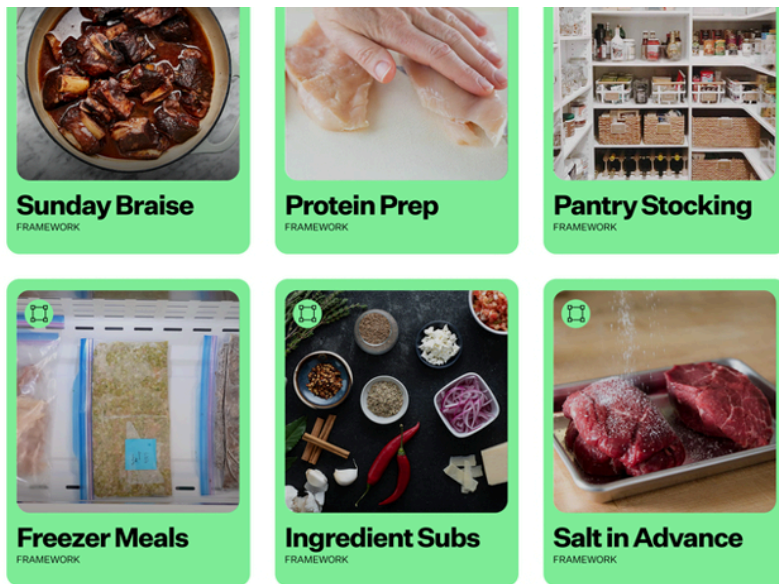 Sunday Braise
FRAMEWORK
Protein Prep
FRAMEWORK
Pantry Stocking
FRAMEWORK
Freezer Meals
FRAMEWORK
Ingredient Subs
FRAMEWORK
Salt in Advance
FRAMEWORK